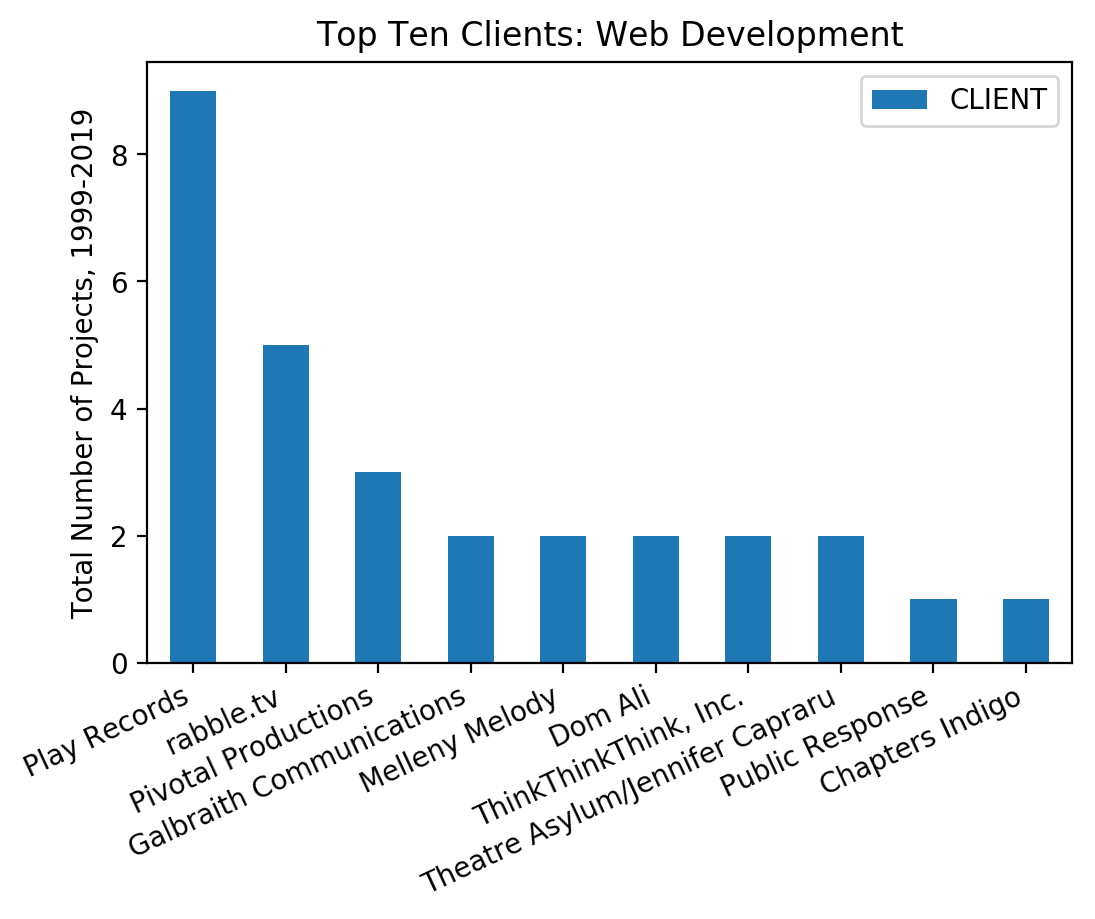 Top Ten Clients: Web Development
CLIENT
Total Number of Projects, 1999-2019
8
6
4
2
0
Play Records
rabble.tv
Pivotal Productions
Galbraith Communications
Melleny Melody
Dom Ali
ThinkThinkThink, Inc.
Theatre Asylum/Jennifer Capraru
Public Response
Chapters Indigo